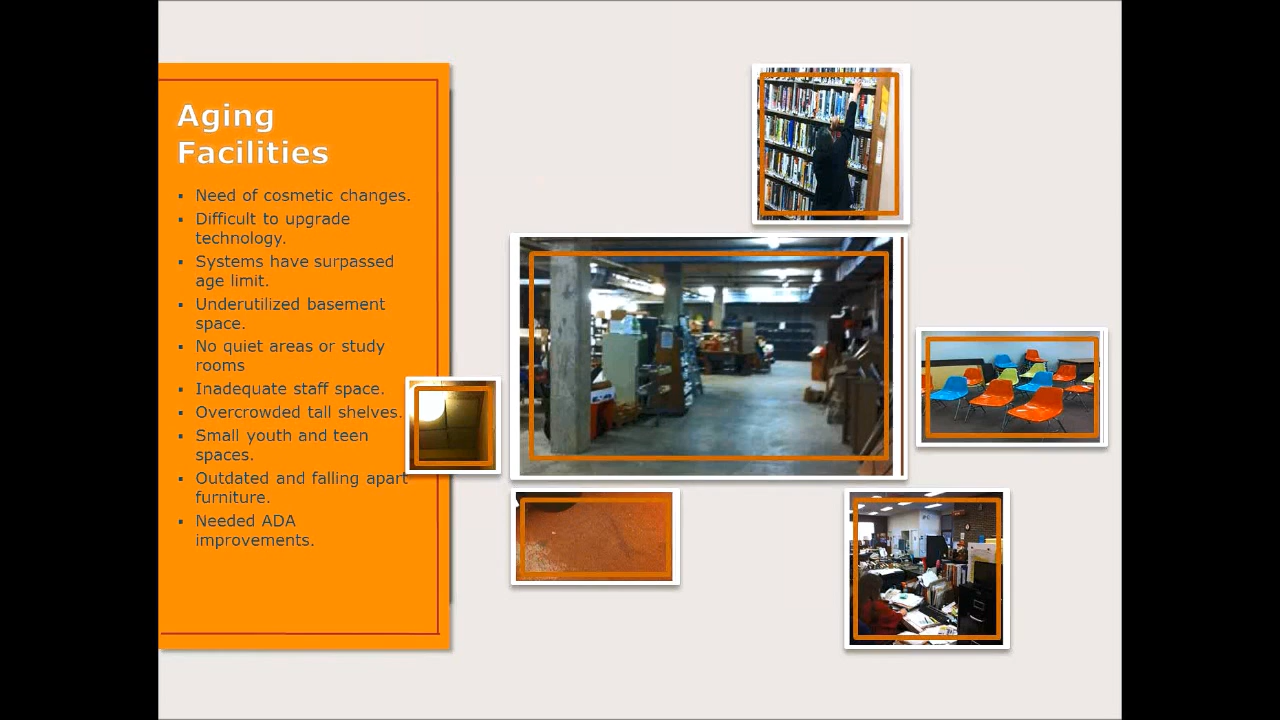 Aging
Facilities
▪ Need of cosmetic changes.
▪ Difficult to upgrade
technology.
▪ Systems have surpassed
age limit.
▪ Underutilized basement
space.
▪ No quiet areas or study
rooms
▪ Inadequate staff space.
▪ Overcrowded tall shelves.
▪ Small youth and teen
spaces.
▪ Outdated and falling apart
furniture.
▪ Needed ADA
improvements.